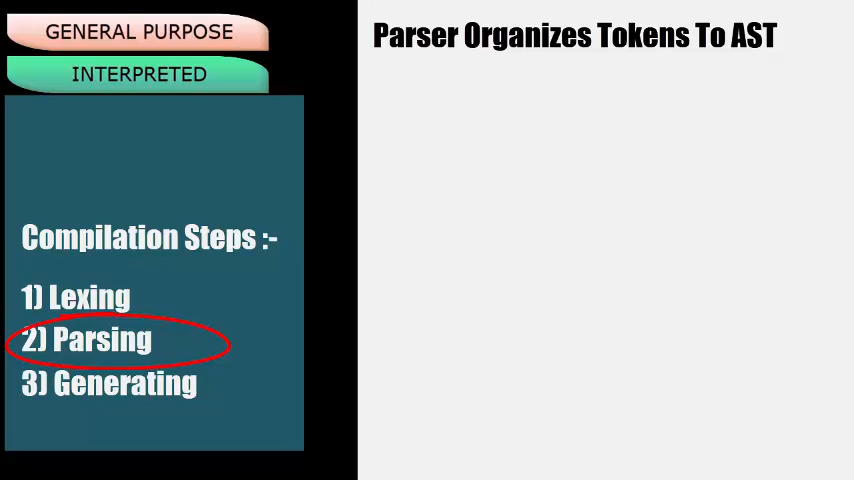 GENERAL PURPOSE
INTERPRETED
Compilation Steps :-
1) Lexing
2) Parsing
3) Generating
Parser Organizes Tokens To AST